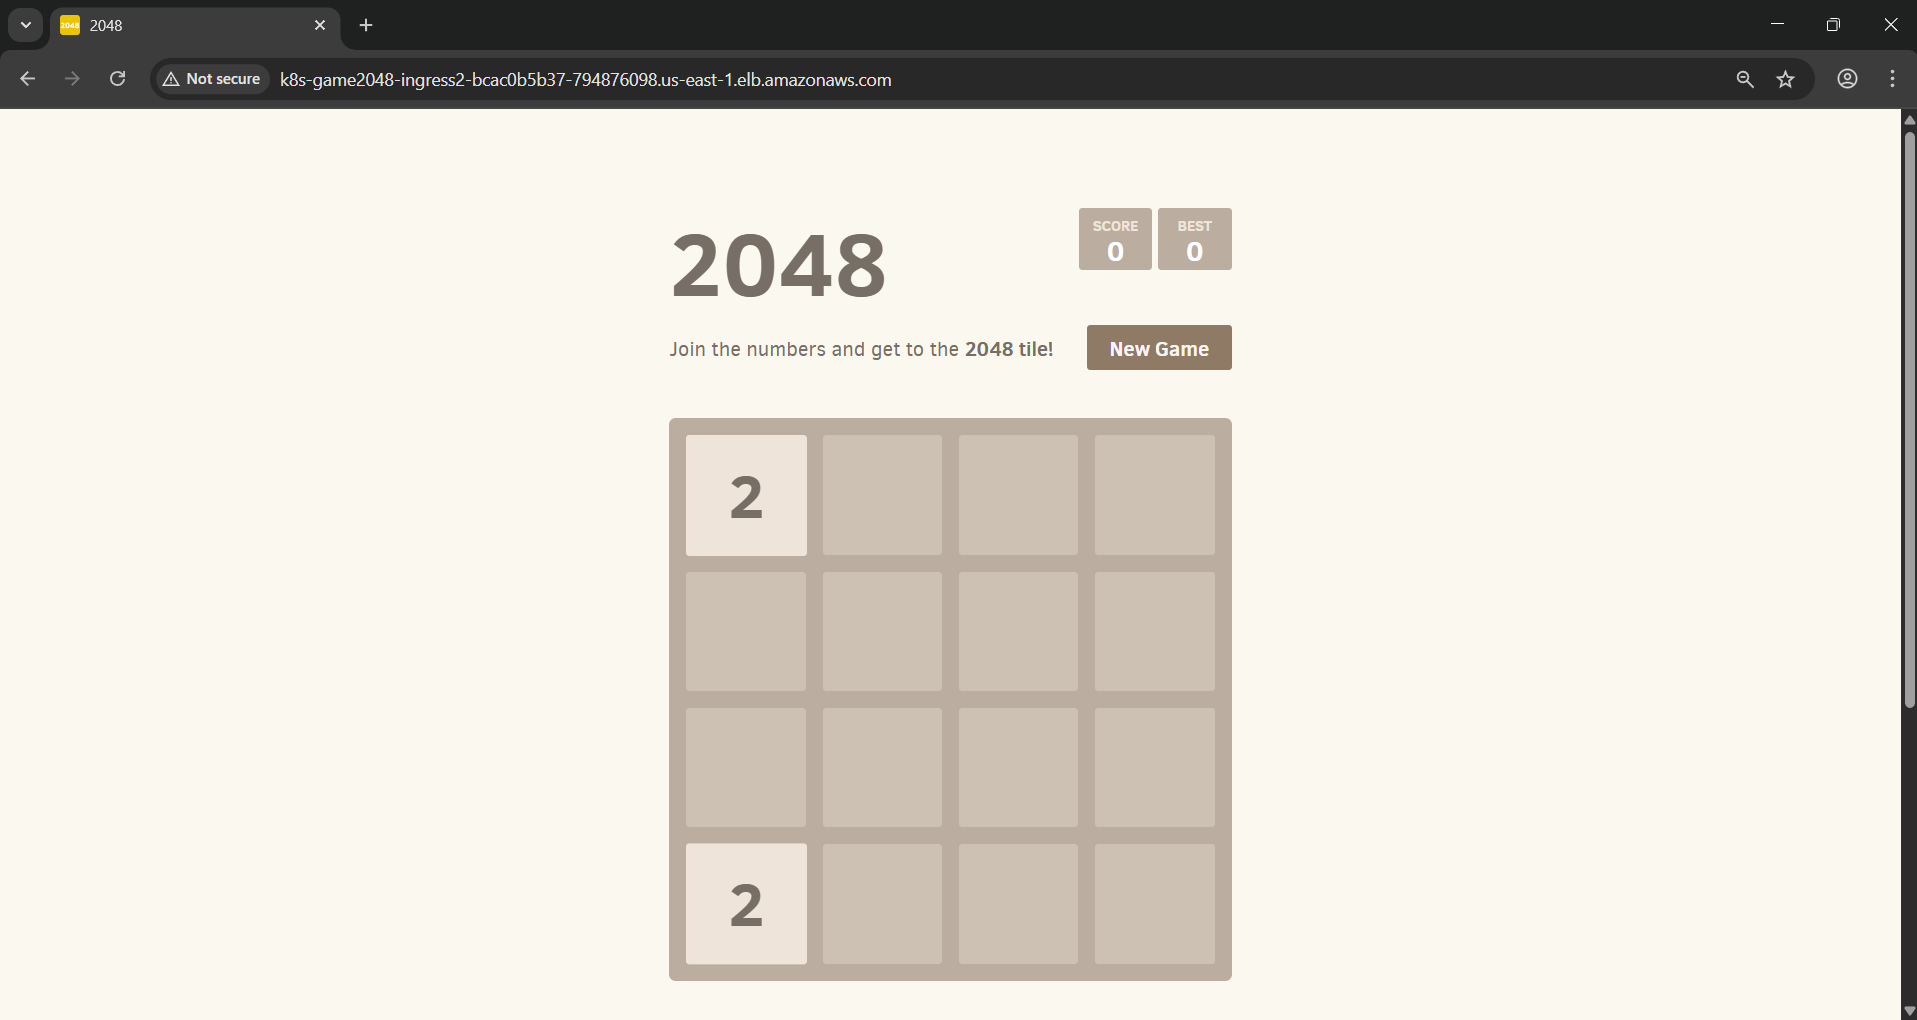 2048
2048
Not secure
k8s-game2048-ingress2-bcac0b5b37-794876098.us-east-1.elb.amazonaws.com
2048
SCORE
0
BEST
0
Join the numbers and get to the 2048 tile!
New Game
2
2